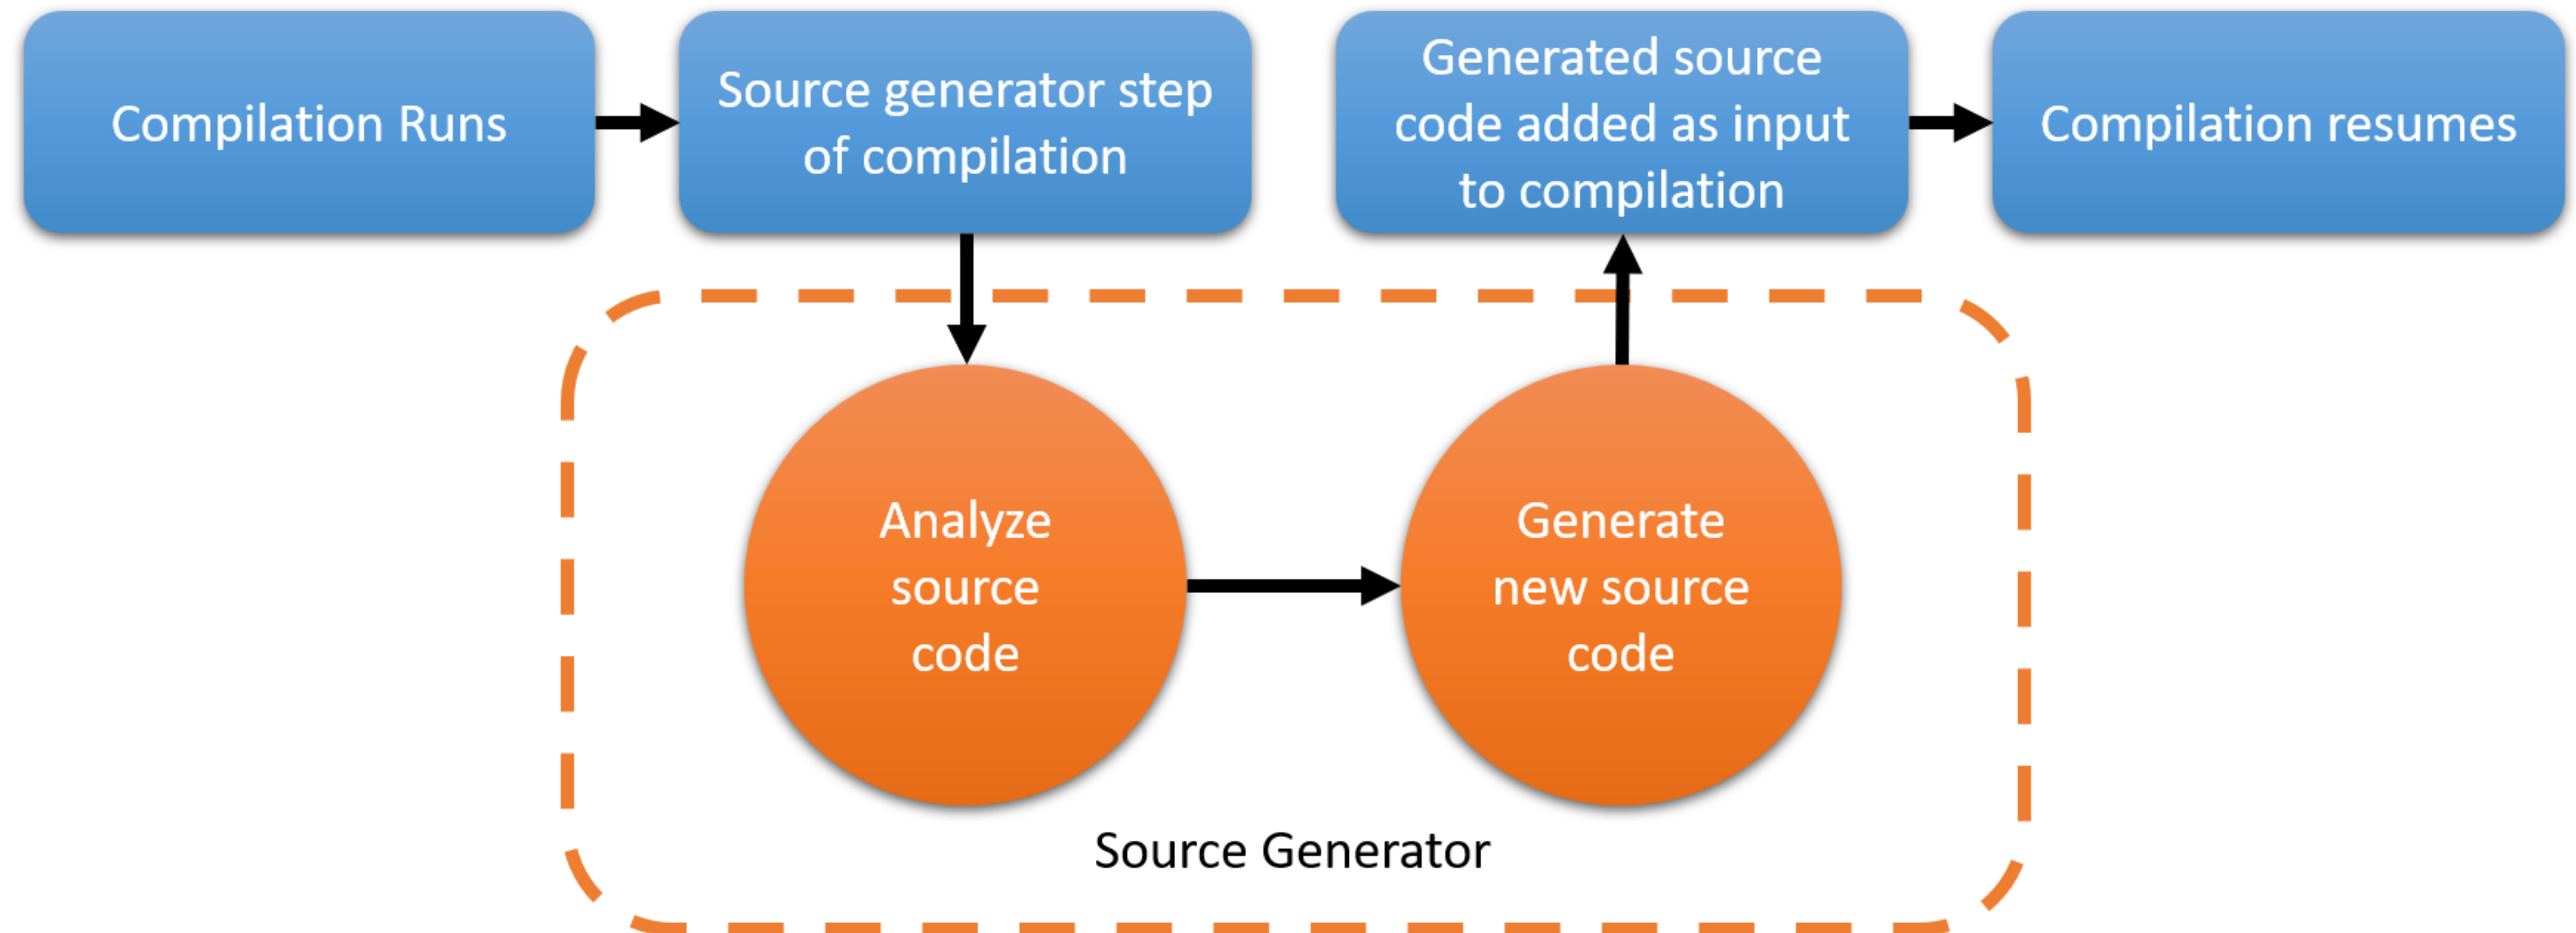 Compilation Runs
Source generator step
of compilation
Generated source
code added as input
to compilation
Compilation resumes
Analyze
source
code
Generate
new source
code
Source Generator